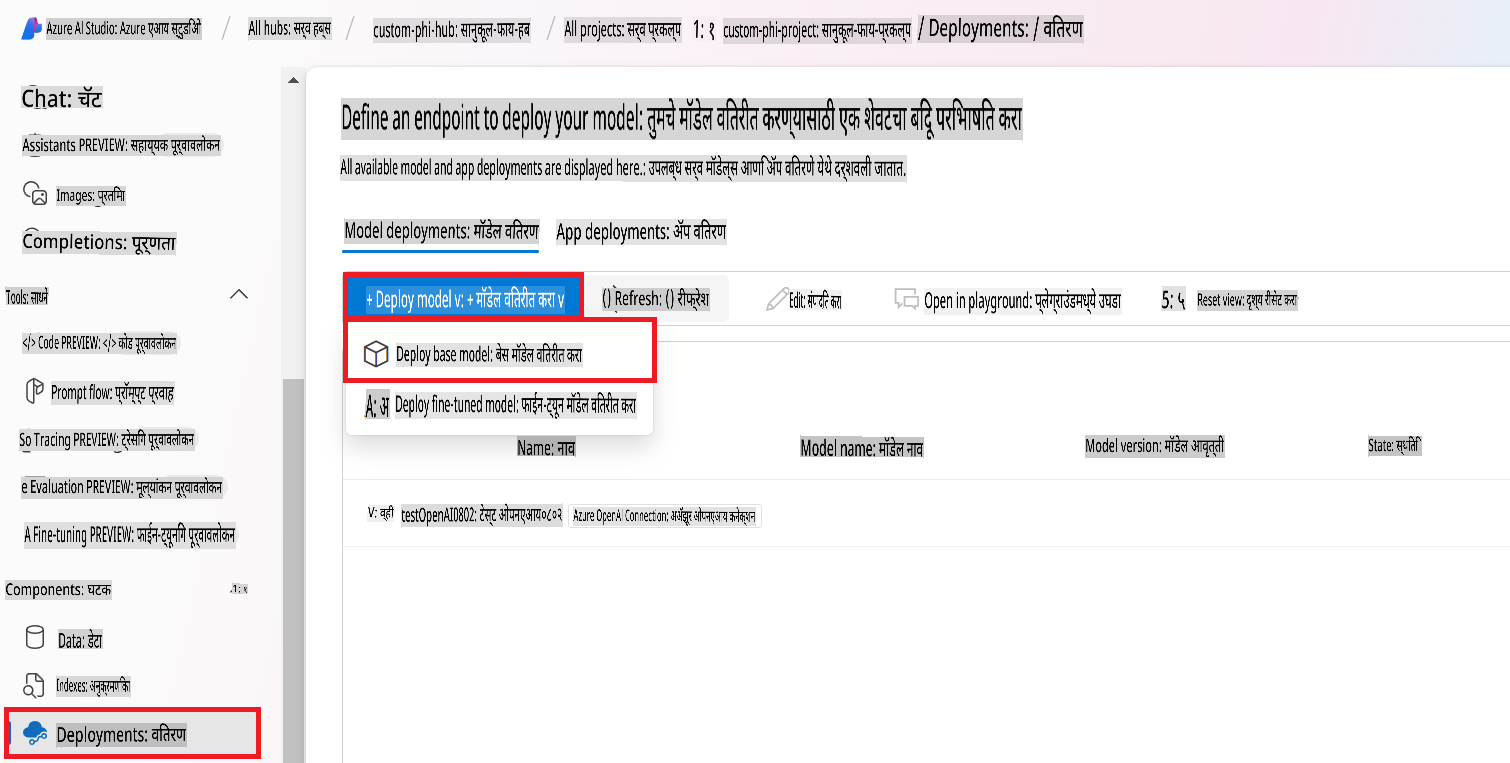 Azure AI Studio: Azure एआय स्टुडिओ / All hubs: सर्व हब्स / custom-phi-hub: सानुकूल-फाय-हब / All projects: सर्व प्रकल्प 1: १ custom-phi-project: सानुकूल-फाय-प्रकल्प / Deployments: / वितरण
Chat: चॅट
Assistants PREVIEW: सहाय्यक पूर्वावलोकन
Images: प्रतिमा
Completions: पूर्णता
Tools: साधने
</> Code PREVIEW: </> कोड पूर्वावलोकन
Prompt flow: प्रॉम्प्ट प्रवाह
So Tracing PREVIEW: ट्रेसिंग पूर्वावलोकन
e Evaluation PREVIEW: मूल्यांकन पूर्वावलोकन
A Fine-tuning PREVIEW: फाईन-ट्यूनिंग पूर्वावलोकन
Components: घटक
1: १
Data: डेटा
Indexes: अनुक्रमणिका
Deployments: वितरण
Define an endpoint to deploy your model: तुमचे मॉडेल वितरीत करण्यासाठी एक शेवटचा बिंदू परिभाषित करा
All available model and app deployments are displayed here.: उपलब्ध सर्व मॉडेल्स आणि अ‍ॅप वितरणे येथे दर्शवली जातात.
Model deployments: मॉडेल वितरण App deployments: अ‍ॅप वितरण
+ Deploy model v: + मॉडेल वितरीत करा v () Refresh: () रीफ्रेश Edit: संपादित करा Open in playground: प्लेग्राउंडमध्ये उघडा 5: ५ Reset view: दृश्य रीसेट करा
Deploy base model: बेस मॉडेल वितरीत करा
A: अ Deploy fine-tuned model: फाईन-ट्यून मॉडेल वितरीत करा
Name: नाव Model name: मॉडेल नाव Model version: मॉडेल आवृत्ती State: स्थिती
V: व्ही testOpenAI0802: टेस्ट ओपनएआय०८०२ Azure OpenAI Connection: अ‍ॅझूर ओपनएआय कनेक्शन